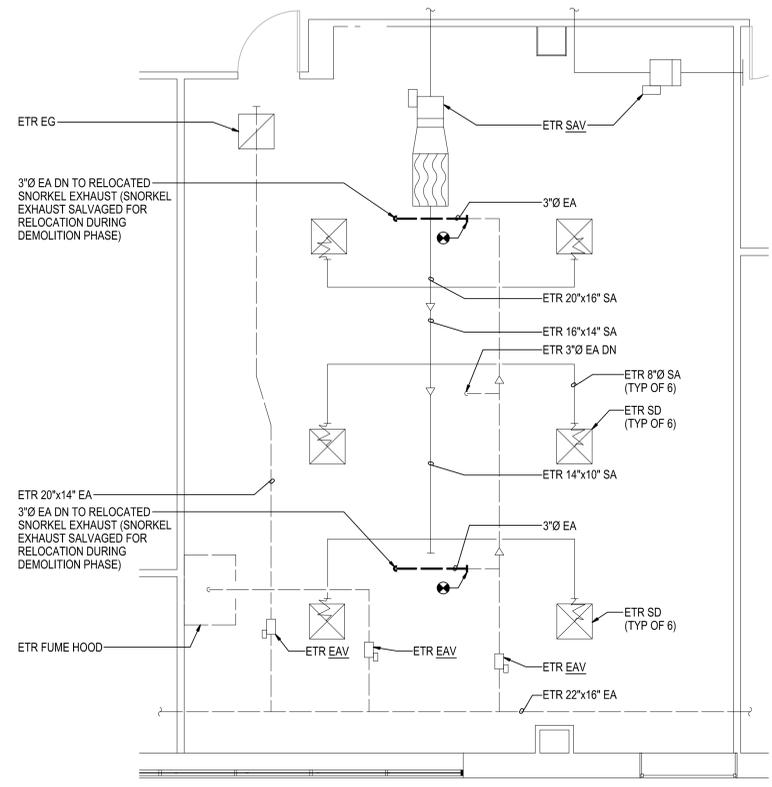 ETR EG
ETR SAV
3"Ø EA DN TO RELOCATED
SNORKEL EXHAUST (SNORKEL
EXHAUST SALVAGED FOR
RELOCATION DURING
DEMOLITION PHASE)
3"Ø EA
ETR 20"x16" SA
ETR 16"x14" SA
ETR 3"Ø EA DN
ETR 8"Ø SA
(TYP OF 6)
ETR SD
(TYP OF 6)
ETR 14"x10" SA
ETR 20"x14" EA
3"Ø EA DN TO RELOCATED
SNORKEL EXHAUST (SNORKEL
EXHAUST SALVAGED FOR
RELOCATION DURING
DEMOLITION PHASE)
3"Ø EA
ETR SD
(TYP OF 6)
ETR FUME HOOD
ETR EAV
ETR EAV
ETR EAV
ETR 22"x16" EA